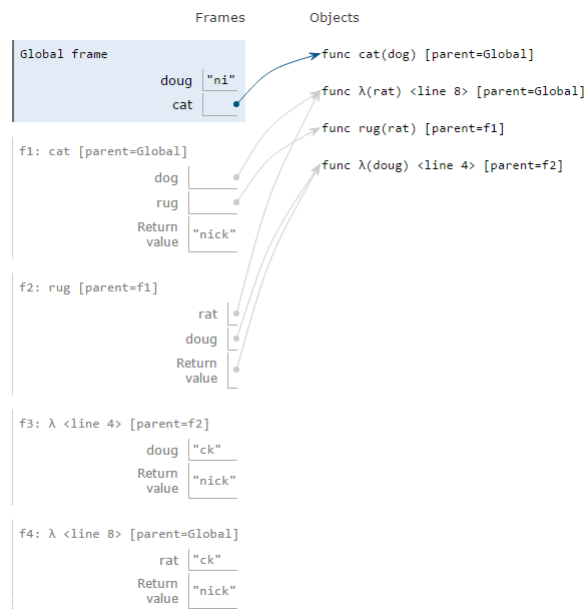 Frames Objects
Global frame
func cat(dog) [parent=Global]
doug "ni"
func λ(rat) <line 8> [parent=Global]
cat
func rug(rat) [parent=f1]
f1: cat [parent=Global]
func λ(doug) <line 4> [parent=f2]
dog
rug
Return
value "nick"
f2: rug [parent=f1]
rat
doug
Return
value
f3: λ <line 4> [parent=f2]
doug "ck"
Return
value "nick"
f4: λ <line 8> [parent=Global]
rat "ck"
Return
value "nick"